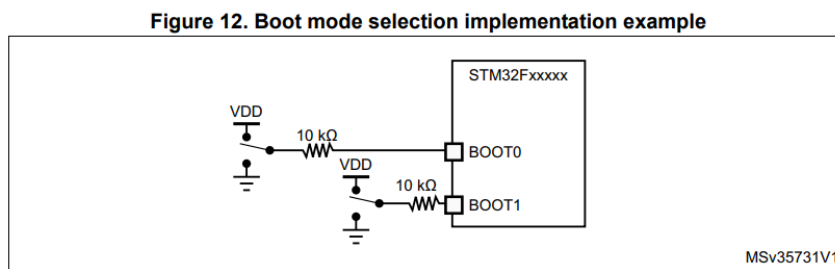 Figure 12. Boot mode selection implementation example
STM32Fxxxxx
VDD
10 kΩ
BOOT0
VDD
10 kΩ
BOOT1
MSv35731V1